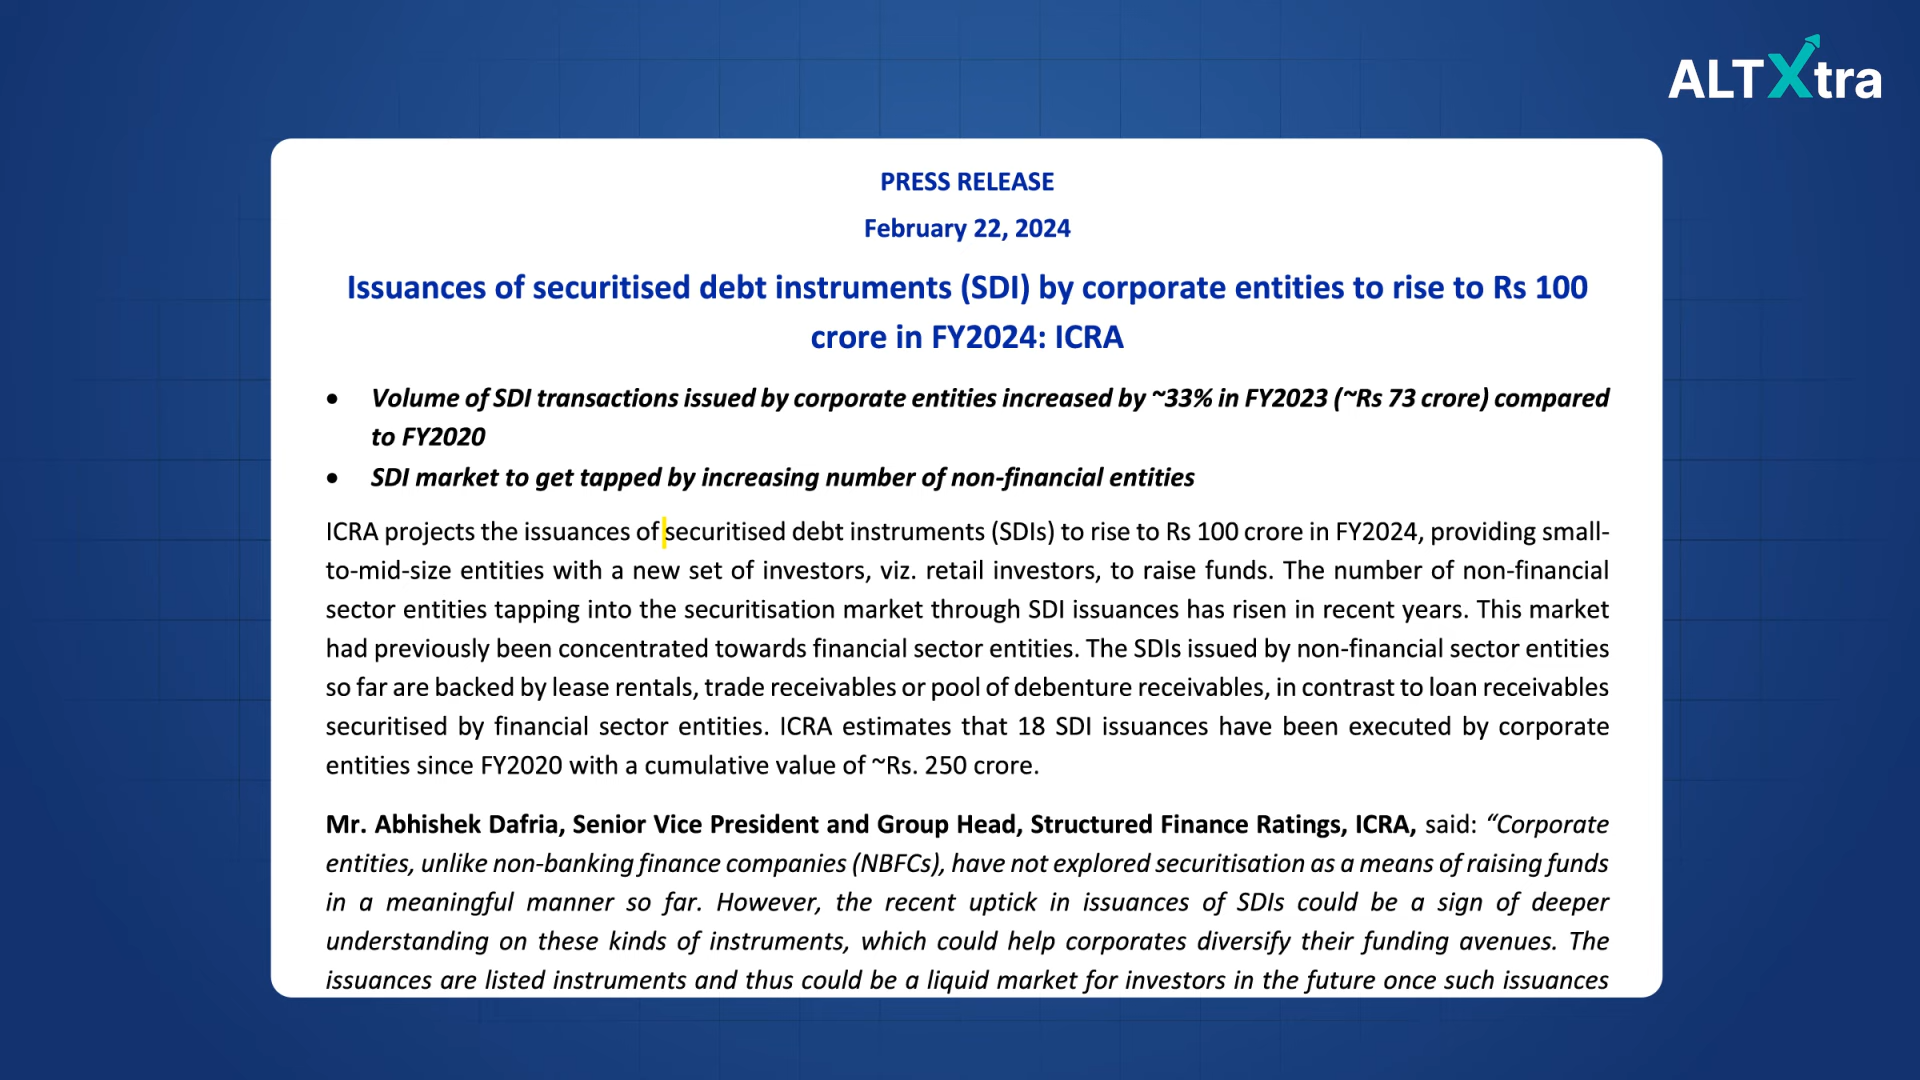 ALTXtra
PRESS RELEASE
February 22, 2024
Issuances of securitised debt instruments (SDI) by corporate entities to rise to Rs 100
crore in FY2024: ICRA
• Volume of SDI transactions issued by corporate entities increased by ~33% in FY2023 (~Rs 73 crore) compared
to FY2020
• SDI market to get tapped by increasing number of non-financial entities
ICRA projects the issuances of securitised debt instruments (SDIs) to rise to Rs 100 crore in FY2024, providing small-
to-mid-size entities with a new set of investors, viz. retail investors, to raise funds. The number of non-financial
sector entities tapping into the securitisation market through SDI issuances has risen in recent years. This market
had previously been concentrated towards financial sector entities. The SDIs issued by non-financial sector entities
so far are backed by lease rentals, trade receivables or pool of debenture receivables, in contrast to loan receivables
securitised by financial sector entities. ICRA estimates that 18 SDI issuances have been executed by corporate
entities since FY2020 with a cumulative value of ~Rs. 250 crore.
Mr. Abhishek Dafria, Senior Vice President and Group Head, Structured Finance Ratings, ICRA, said: “Corporate
entities, unlike non-banking finance companies (NBFCs), have not explored securitisation as a means of raising funds
in a meaningful manner so far. However, the recent uptick in issuances of SDIs could be a sign of deeper
understanding on these kinds of instruments, which could help corporates diversify their funding avenues. The
issuances are listed instruments and thus could be a liquid market for investors in the future once such issuances